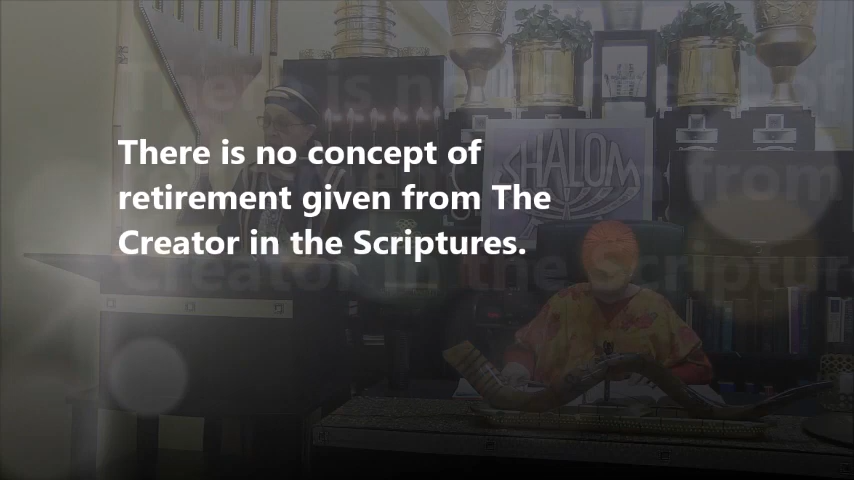 There is no concept of
retirement given from The
Creator in the Scriptures.
SHALOM